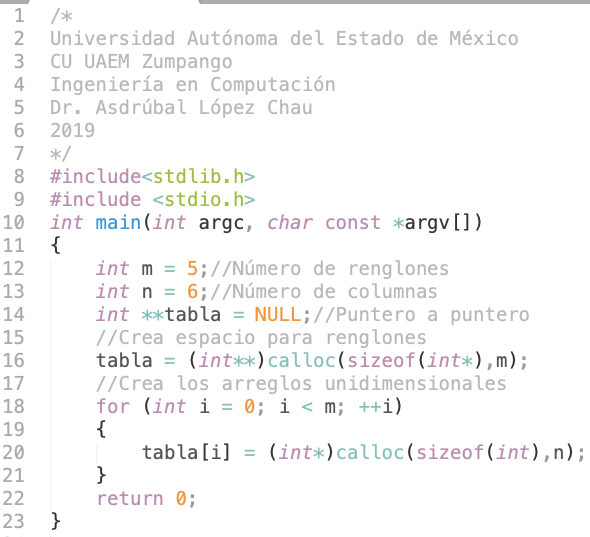 1 /*
2 Universidad Autónoma del Estado de México
3 CU UAEM Zumpango
4 Ingeniería en Computación
5 Dr. Asdrúbal López Chau
6 2019
7 */
8 #include<stdlib.h>
9 #include <stdio.h>
10 int main(int argc, char const *argv[])
11 {
12     int m = 5;//Número de renglones
13     int n = 6;//Número de columnas
14     int **tabla = NULL;//Puntero a puntero
15     //Crea espacio para renglones
16     tabla = (int**)calloc(sizeof(int*),m);
17     //Crea los arreglos unidimensionales
18     for (int i = 0; i < m; ++i)
19     {
20         tabla[i] = (int*)calloc(sizeof(int),n);
21     }
22     return 0;
23 }